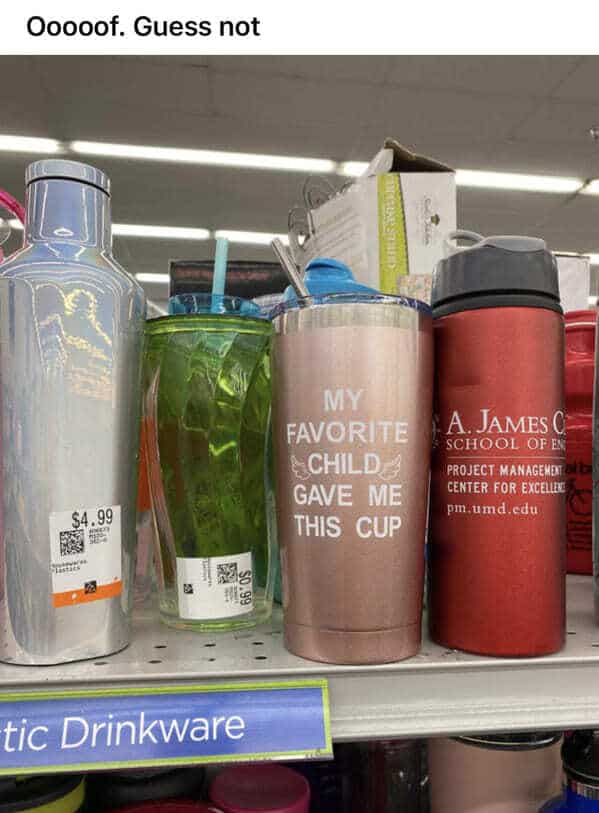 Ooooof. Guess not
$4.99
MY
FAVORITE
CHILD
GAVE ME
THIS CUP
A. JAMES C
SCHOOL OF EN
PROJECT MANAGEMENT
CENTER FOR EXCELLENC
pm.umd.edu
$0.99
tic Drinkware